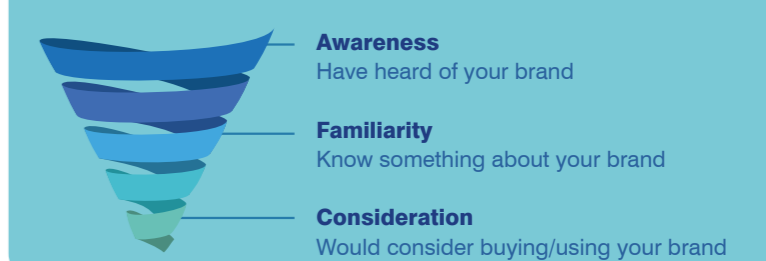 Awareness
Have heard of your brand
Familiarity
Know something about your brand
Consideration
Would consider buying/using your brand